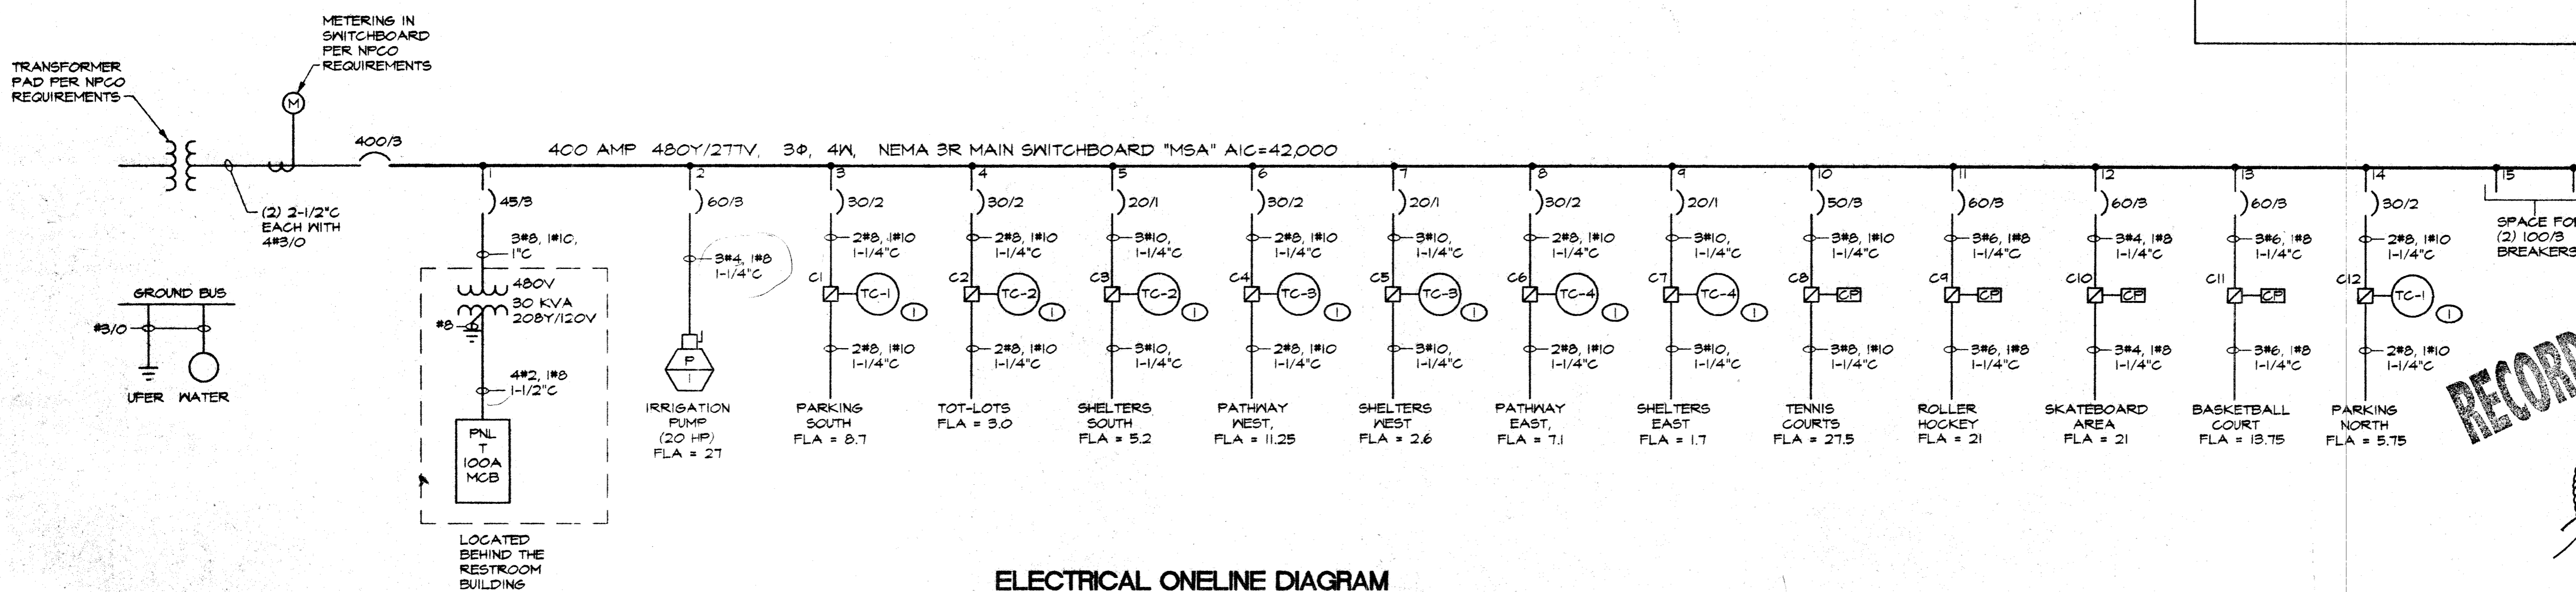 METERING IN
SWITCHBOARD
PER NPCO
REQUIREMENTS
TRANSFORMER
PAD PER NPCO
REQUIREMENTS
M
400/3
400 AMP 480Y/277V, 3Φ, 4W, NEMA 3R MAIN SWITCHBOARD "MSA" AIC=42,000
(2) 2-1/2"C
EACH WITH
4#3/0
GROUND BUS
#3/0
UFER WATER
1
45/3
3#8, 1#10,
1"C
480V
30 KVA
208Y/120V
#8
4#2, 1#8
1-1/2"C
PNL
T
100A
MCB
LOCATED
BEHIND THE
RESTROOM
BUILDING
2
60/3
3#4, 1#8
1-1/4"C
P
1
IRRIGATION
PUMP
(20 HP)
FLA = 27
3
30/2
2#8, 1#10
1-1/4"C
C1
TC-1
1
2#8, 1#10
1-1/4"C
PARKING
SOUTH
FLA = 8.7
4
30/2
2#8, 1#10
1-1/4"C
C2
TC-2
1
2#8, 1#10
1-1/4"C
TOT-LOTS
FLA = 3.0
5
20/1
3#10,
1-1/4"C
C3
TC-2
1
3#10,
1-1/4"C
SHELTERS
SOUTH
FLA = 5.2
6
30/2
2#8, 1#10
1-1/4"C
C4
TC-3
1
2#8, 1#10
1-1/4"C
PATHWAY
WEST,
FLA = 11.25
7
20/1
3#10,
1-1/4"C
C5
TC-3
1
3#10,
1-1/4"C
SHELTERS
WEST
FLA = 2.6
8
30/2
2#8, 1#10
1-1/4"C
C6
TC-4
1
2#8, 1#10
1-1/4"C
PATHWAY
EAST,
FLA = 7.1
9
20/1
3#10,
1-1/4"C
C7
TC-4
1
3#10,
1-1/4"C
SHELTERS
EAST
FLA = 1.7
10
50/3
3#8, 1#10
1-1/4"C
C8
CP
3#8, 1#10
1-1/4"C
TENNIS
COURTS
FLA = 27.5
11
60/3
3#6, 1#8
1-1/4"C
C9
CP
3#6, 1#8
1-1/4"C
ROLLER
HOCKEY
FLA = 21
12
60/3
3#4, 1#8
1-1/4"C
C10
CP
3#4, 1#8
1-1/4"C
SKATEBOARD
AREA
FLA = 21
13
60/3
3#6, 1#8
1-1/4"C
C11
CP
3#6, 1#8
1-1/4"C
BASKETBALL
COURT
FLA = 13.75
14
30/2
2#8, 1#10
1-1/4"C
C12
TC-1
1
2#8, 1#10
1-1/4"C
PARKING
NORTH
FLA = 5.75
15
SPACE FO
(2) 100/3
BREAKERS
RECORD
ELECTRICAL ONELINE DIAGRAM